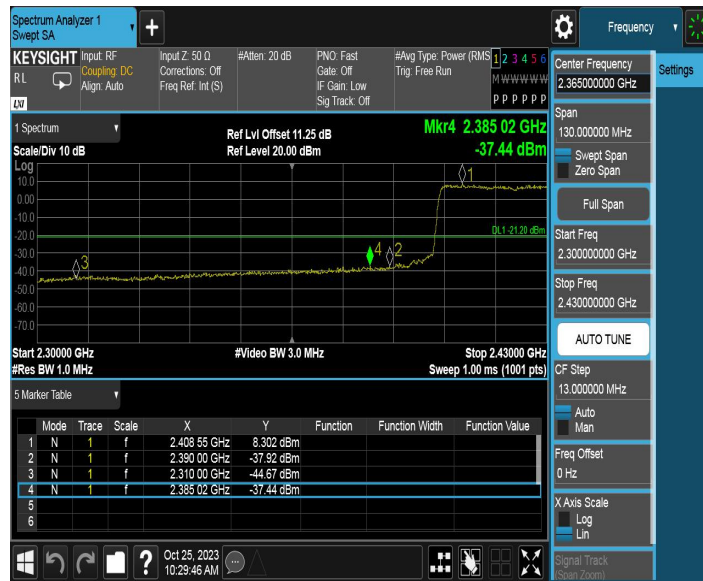 Spectrum Analyzer 1
Swept SA
+
Frequency
KEYSIGHT
RL
LXI
Input: RF
Coupling: DC
Align: Auto
Input Z: 50 Ω
Corrections: Off
Freq Ref: Int (S)
#Atten: 20 dB
PNO: Fast
Gate: Off
IF Gain: Low
Sig Track: Off
#Avg Type: Power (RMS
Trig: Free Run
1 2 3 4 5 6
M W W W W W
P P P P P P
1 Spectrum
Scale/Div 10 dB
Ref Lvl Offset 11.25 dB
Ref Level 20.00 dBm
Mkr4 2.385 02 GHz
-37.44 dBm
Log
10.0
0.00
-10.0
-20.0
-30.0
-40.0
-50.0
-60.0
-70.0
1
DL1 -21.20 dBm
4
2
3
Start 2.30000 GHz
#Video BW 3.0 MHz
Stop 2.43000 GHz
#Res BW 1.0 MHz
Sweep 1.00 ms (1001 pts)
5 Marker Table
Mode Trace Scale X Y Function Function Width Function Value
1 N 1 f 2.408 55 GHz 8.302 dBm
2 N 1 f 2.390 00 GHz -37.92 dBm
3 N 1 f 2.310 00 GHz -44.67 dBm
4 N 1 f 2.385 02 GHz -37.44 dBm
5
6
?
Oct 25, 2023
10:29:46 AM
Center Frequency
2.365000000 GHz
Settings
Span
130.000000 MHz
Swept Span
Zero Span
Full Span
Start Freq
2.300000000 GHz
Stop Freq
2.430000000 GHz
AUTO TUNE
CF Step
13.000000 MHz
Auto
Man
Freq Offset
0 Hz
X Axis Scale
Log
Lin
Signal Track
(Span Zoom)